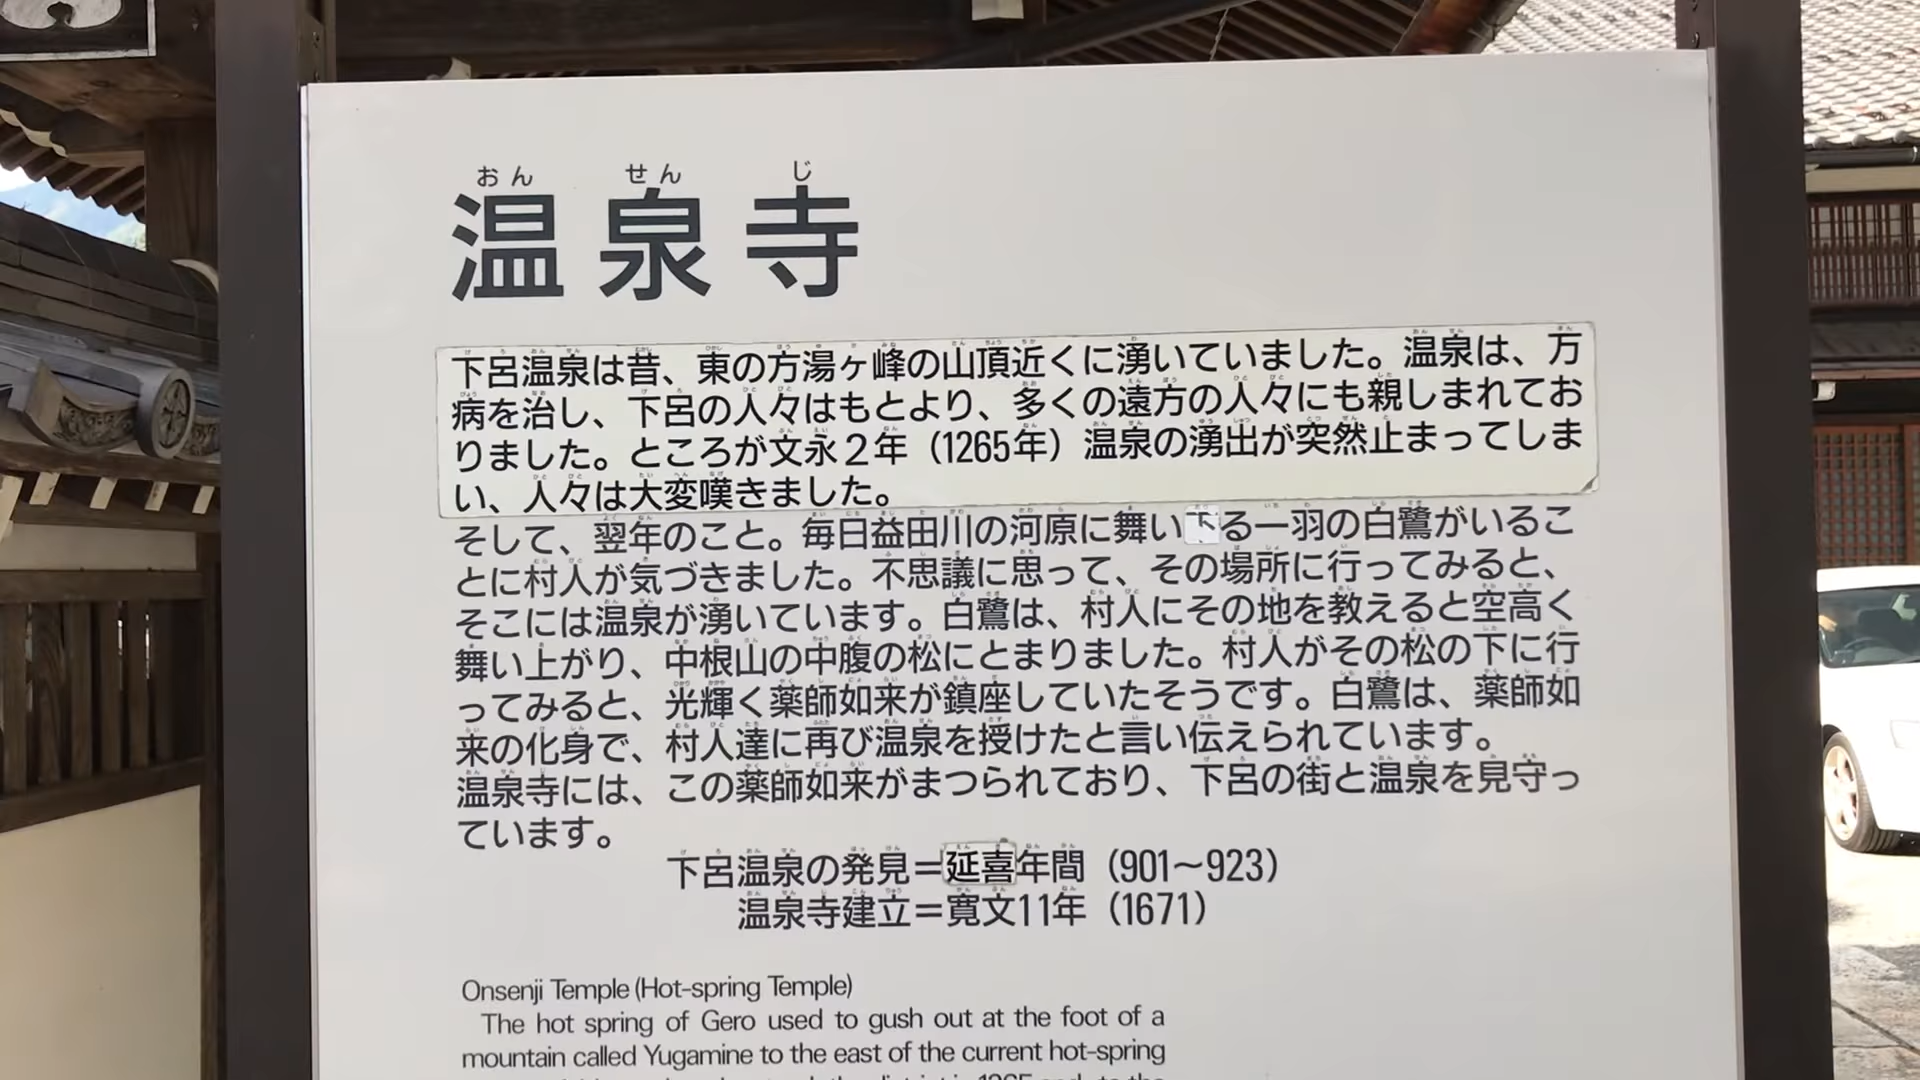 おん せん じ
温泉寺
下呂温泉は昔、東の方湯ヶ峰の山頂近くに湧いていました。温泉は、万
病を治し、下呂の人々はもとより、多くの遠方の人々にも親しまれてお
りました。ところが文永2年（1265年）温泉の湧出が突然止まってしま
い、人々は大変嘆きました。
そして、翌年のこと。毎日益田川の河原に舞い下る一羽の白鷺がいるこ
とに村人が気づきました。不思議に思って、その場所に行ってみると、
そこには温泉が湧いています。白鷺は、村人にその地を教えると空高く
舞い上がり、中根山の中腹の松にとまりました。村人がその松の下に行
ってみると、光輝く薬師如来が鎮座していたそうです。白鷺は、薬師如
来の化身で、村人達に再び温泉を授けたと言い伝えられています。
温泉寺には、この薬師如来がまつられており、下呂の街と温泉を見守っ
ています。
下呂温泉の発見＝延喜年間（901～923）
温泉寺建立＝寛文11年（1671）
Onsenji Temple (Hot-spring Temple)
The hot spring of Gero used to gush out at the foot of a
mountain called Yugamine to the east of the current hot-spring